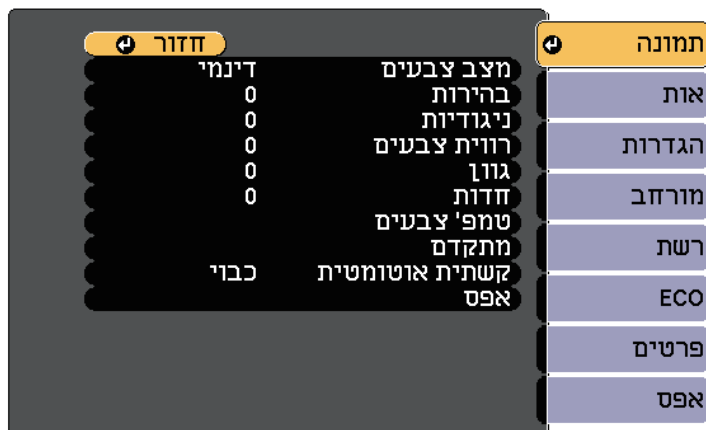 תמונה
אות
הגדרות
מורחב
רשת
ECO
פרטים
אפס
חזור
מצב צבעים דינמי
בהירות 0
ניגודיות 0
רווית צבעים 0
גוון 0
חדות 0
טמפ' צבעים
מתקדם
קשתית אוטומטית כבוי
אפס